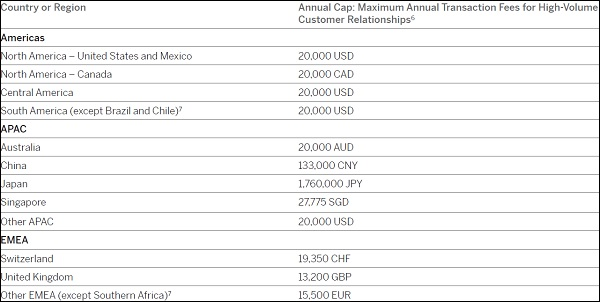 Country or Region
Annual Cap: Maximum Annual Transaction Fees for High-Volume
Customer Relationships⁶
Americas
North America – United States and Mexico 20,000 USD
North America – Canada 20,000 CAD
Central America 20,000 USD
South America (except Brazil and Chile)⁷ 20,000 USD
APAC
Australia 20,000 AUD
China 133,000 CNY
Japan 1,760,000 JPY
Singapore 27,775 SGD
Other APAC 20,000 USD
EMEA
Switzerland 19,350 CHF
United Kingdom 13,200 GBP
Other EMEA (except Southern Africa)⁷ 15,500 EUR